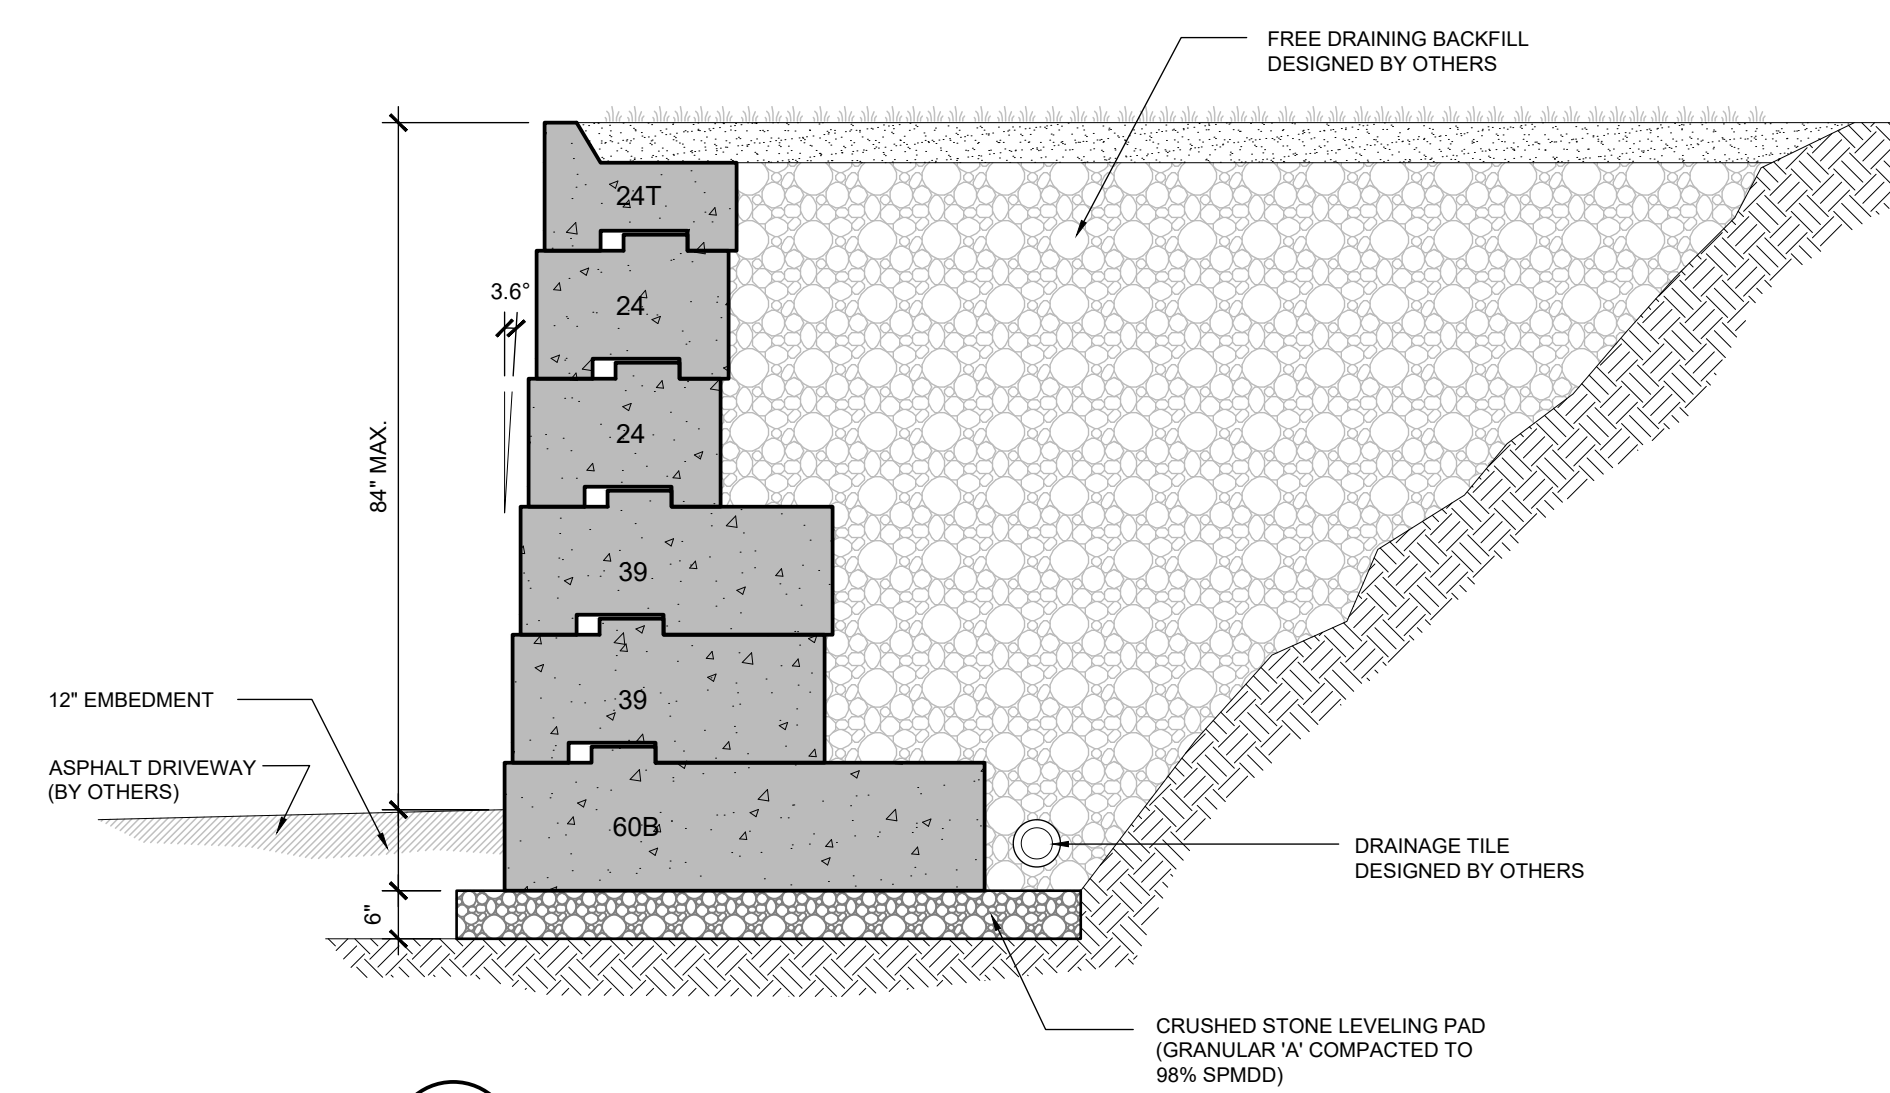 FREE DRAINING BACKFILL
DESIGNED BY OTHERS
24T
3.6°
24
84" MAX.
24
39
12" EMBEDMENT
39
ASPHALT DRIVEWAY
(BY OTHERS)
60B
DRAINAGE TILE
DESIGNED BY OTHERS
6"
CRUSHED STONE LEVELING PAD
(GRANULAR 'A' COMPACTED TO
98% SPMDD)